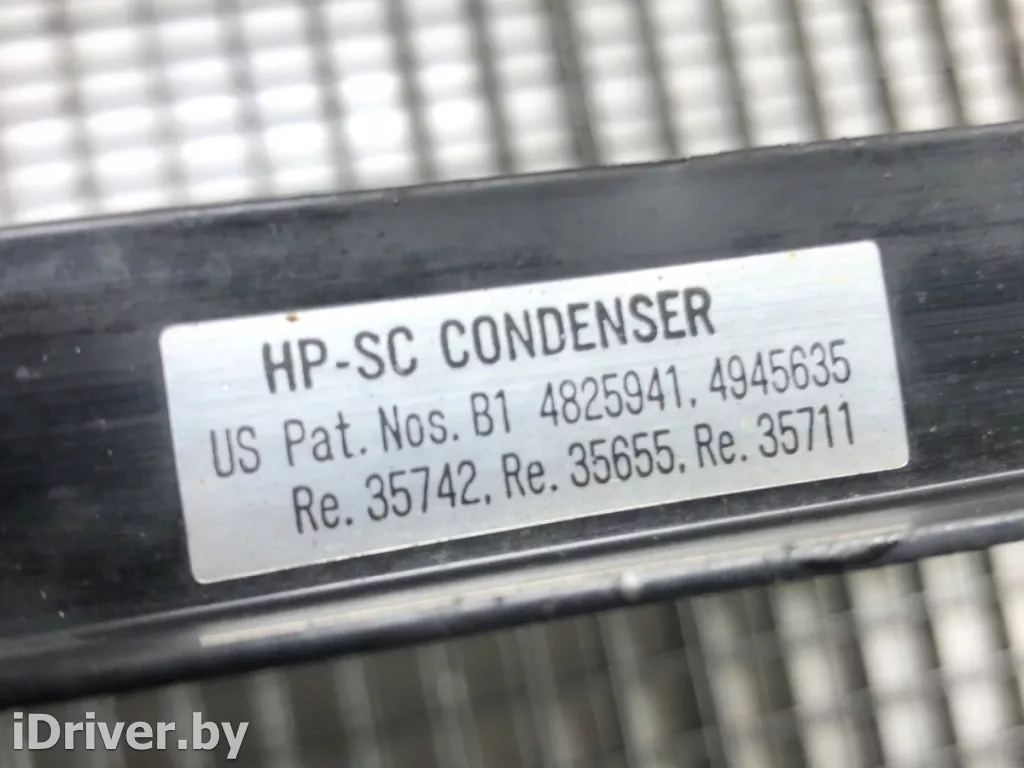 HP-SC CONDENSER
US Pat. Nos. B1 4825941, 4945635
Re. 35742, Re. 35655, Re. 35711
iDriver.by